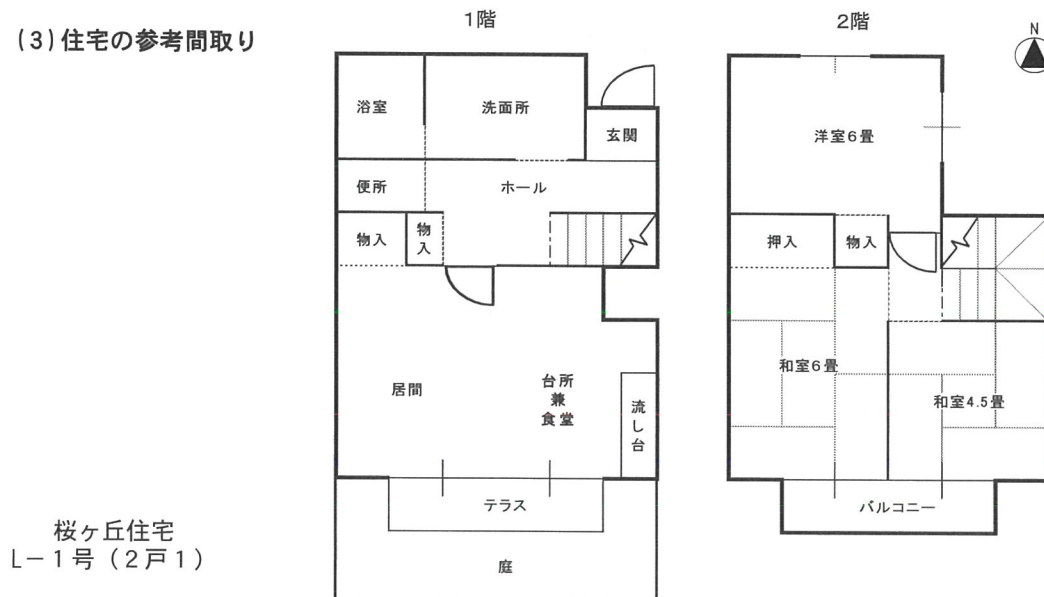 (3)住宅の参考間取り
1階
2階
N
浴室
洗面所
玄関
便所
ホール
物入
物入
居間
台所
兼
食堂
流し台
テラス
庭
洋室6畳
押入
物入
和室6畳
和室4.5畳
バルコニー
桜ヶ丘住宅
L-1号(2戸1)